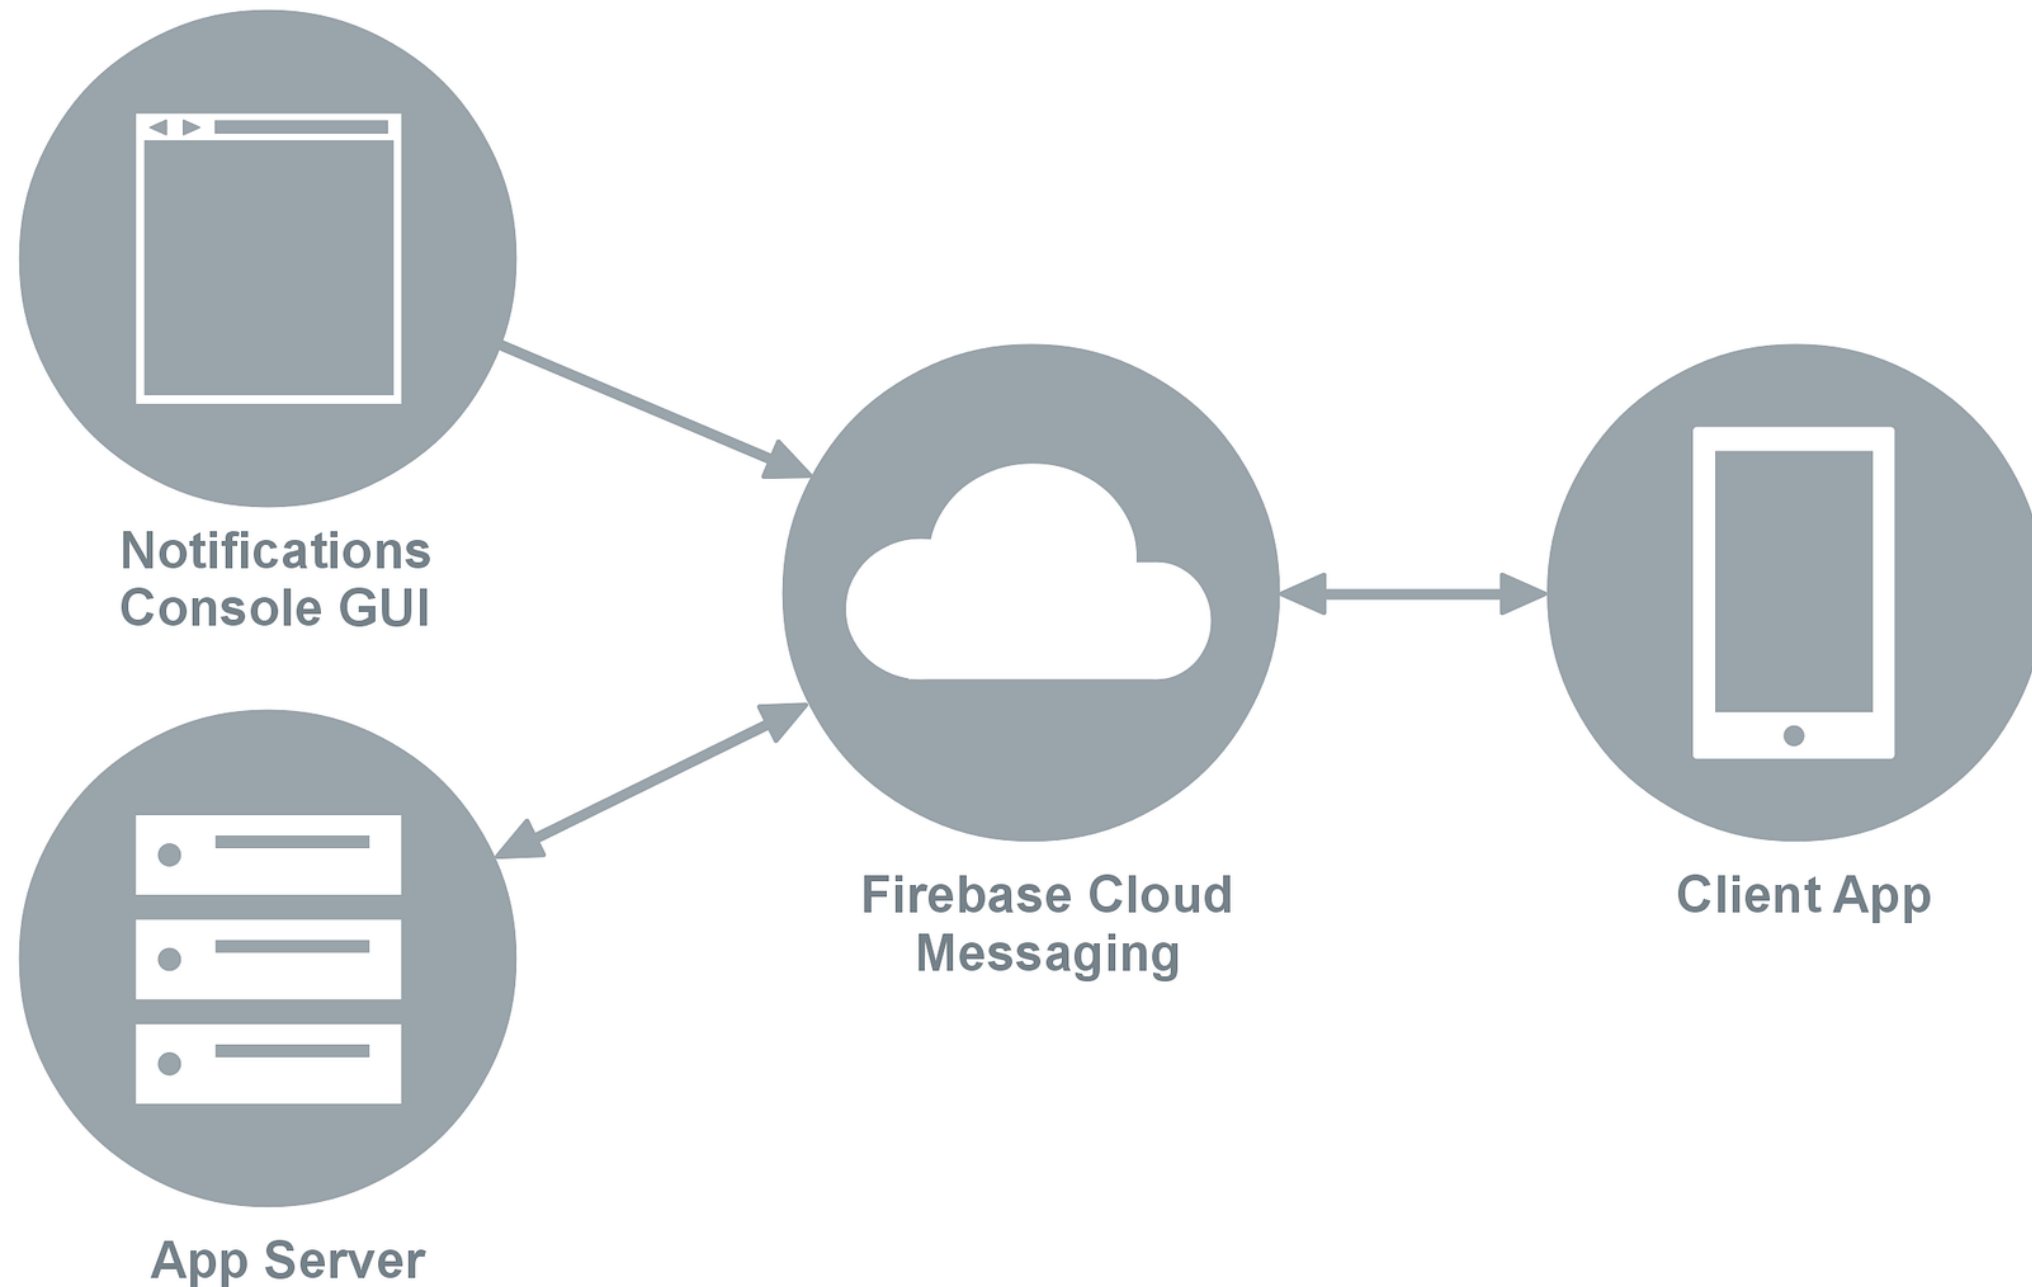 Notifications
Console GUI
Firebase Cloud
Messaging
Client App
App Server